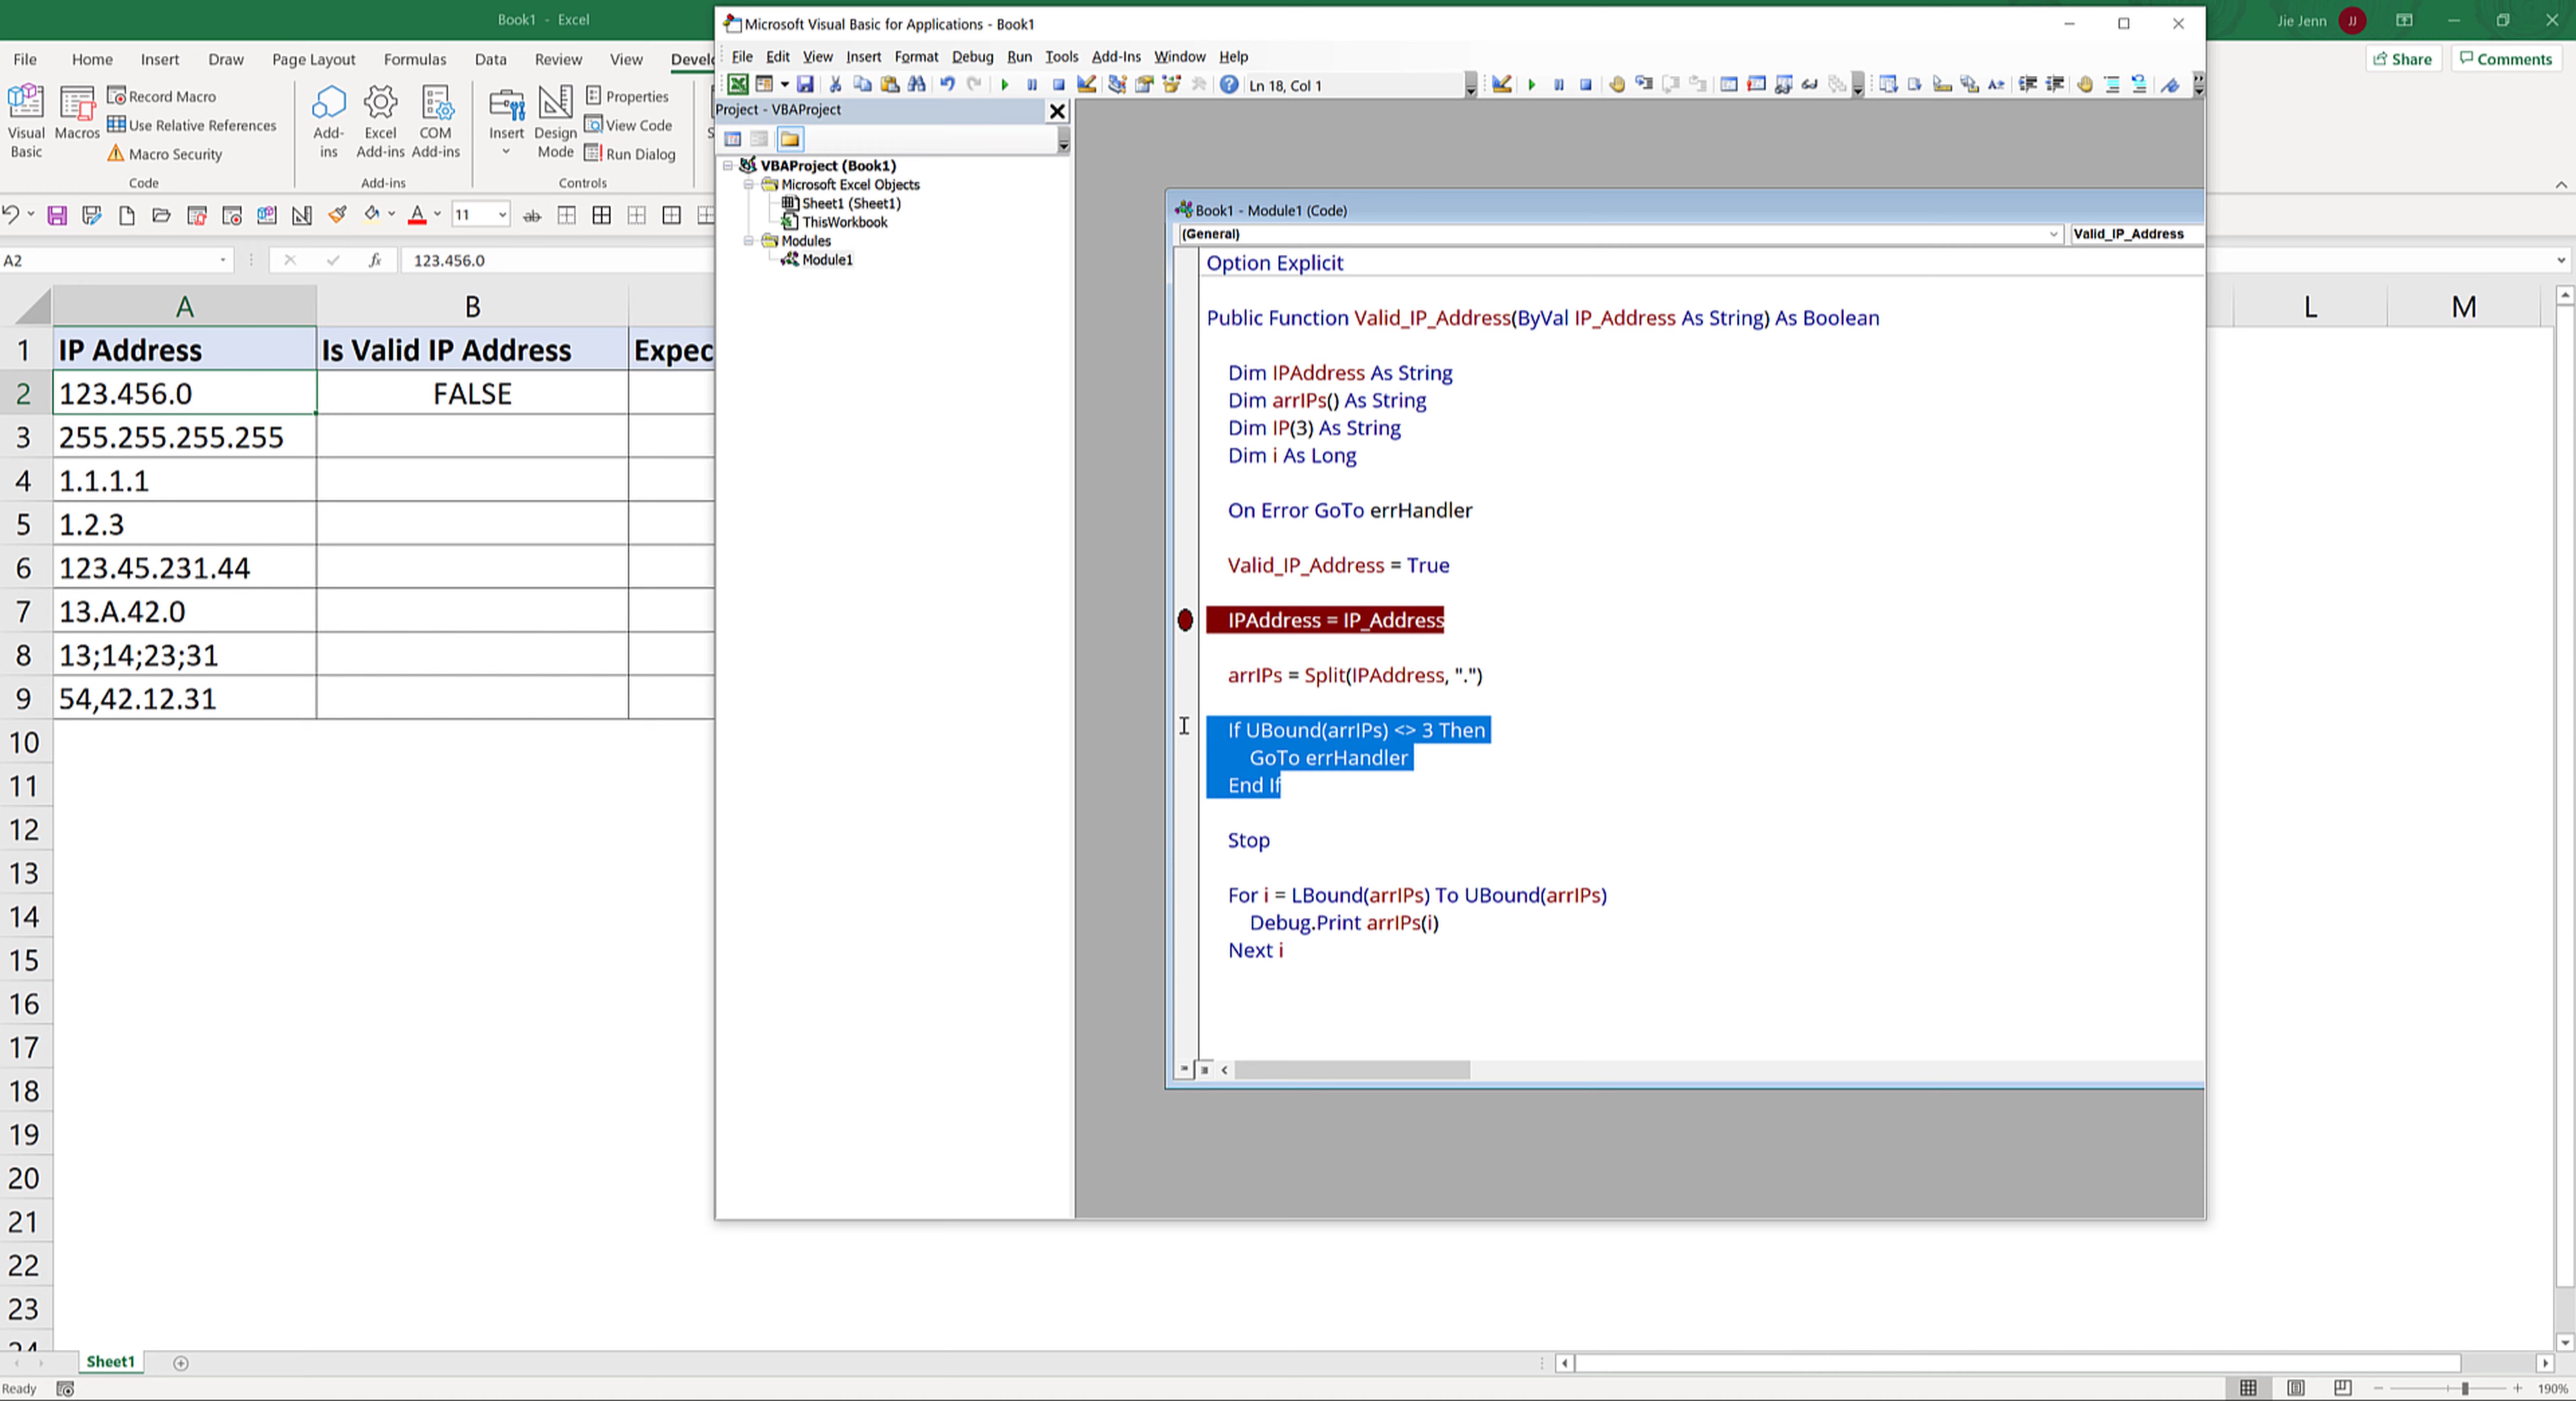 Book1 - Excel
Jie Jenn
JJ
File Home Insert Draw Page Layout Formulas Data Review View Develo
Share
Comments
Visual Basic
Macros
Record Macro
Use Relative References
Macro Security
Code
Add-ins
Excel Add-ins
COM Add-ins
Add-ins
Insert
Design Mode
Properties
View Code
Run Dialog
Controls
11
A2
fx
123.456.0
A B L M
1 IP Address Is Valid IP Address Expec
2 123.456.0 FALSE
3 255.255.255.255
4 1.1.1.1
5 1.2.3
6 123.45.231.44
7 13.A.42.0
8 13;14;23;31
9 54,42.12.31
10
11
12
13
14
15
16
17
18
19
20
21
22
23
24
Sheet1
Ready
190%
Microsoft Visual Basic for Applications - Book1
File Edit View Insert Format Debug Run Tools Add-Ins Window Help
Ln 18, Col 1
Project - VBAProject
VBAProject (Book1)
Microsoft Excel Objects
Sheet1 (Sheet1)
ThisWorkbook
Modules
Module1
Book1 - Module1 (Code)
(General)
Valid_IP_Address
Option Explicit
Public Function Valid_IP_Address(ByVal IP_Address As String) As Boolean
Dim IPAddress As String
Dim arrIPs() As String
Dim IP(3) As String
Dim i As Long
On Error GoTo errHandler
Valid_IP_Address = True
IPAddress = IP_Address
arrIPs = Split(IPAddress, ".")
If UBound(arrIPs) <> 3 Then
GoTo errHandler
End If
Stop
For i = LBound(arrIPs) To UBound(arrIPs)
Debug.Print arrIPs(i)
Next i